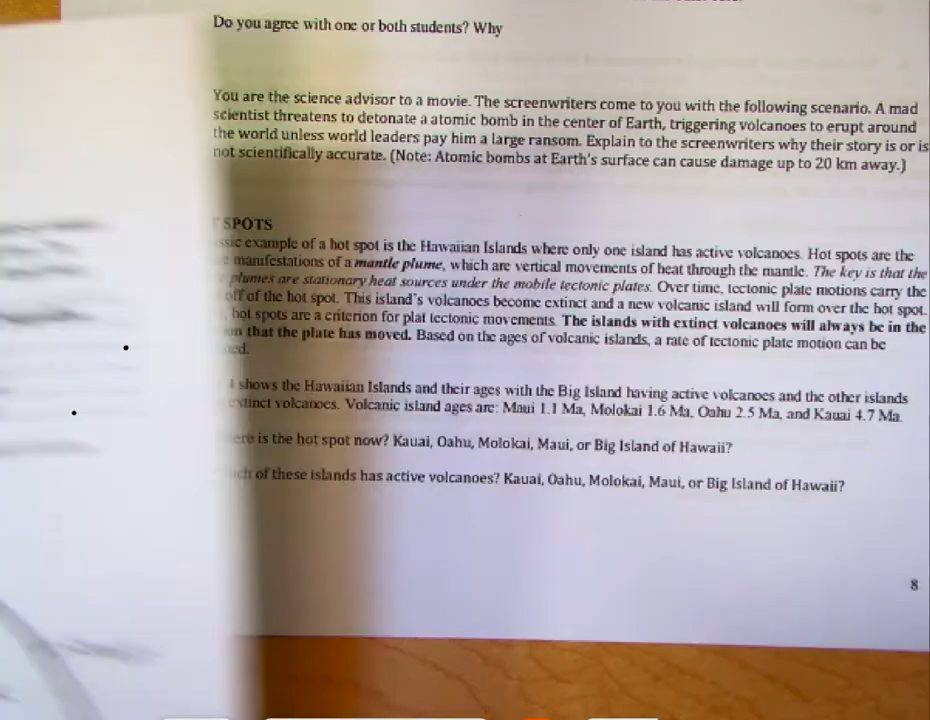 Do you agree with one or both students? Why
You are the science advisor to a movie. The screenwriters come to you with the following scenario. A mad
scientist threatens to detonate a atomic bomb in the center of Earth, triggering volcanoes to erupt around
the world unless world leaders pay him a large ransom. Explain to the screenwriters why their story is or is
not scientifically accurate. (Note: Atomic bombs at Earth's surface can cause damage up to 20 km away.)
SPOTS
example of a hot spot is the Hawaiian Islands where only one island has active volcanoes. Hot spots are the
manifestations of a mantle plume, which are vertical movements of heat through the mantle. The key is that the
plumes are stationary heat sources under the mobile tectonic plates. Over time, tectonic plate motions carry the
off of the hot spot. This island's volcanoes become extinct and a new volcanic island will form over the hot spot.
hot spots are a criterion for plat tectonic movements. The islands with extinct volcanoes will always be in the
that the plate has moved. Based on the ages of volcanic islands, a rate of tectonic plate motion can be
shows the Hawaiian Islands and their ages with the Big Island having active volcanoes and the other islands
extinct volcanoes. Volcanic island ages are: Maui 1.1 Ma, Molokai 1.6 Ma, Oahu 2.5 Ma, and Kauai 4.7 Ma.
is the hot spot now? Kauai, Oahu, Molokai, Maui, or Big Island of Hawaii?
of these islands has active volcanoes? Kauai, Oahu, Molokai, Maui, or Big Island of Hawaii?
8